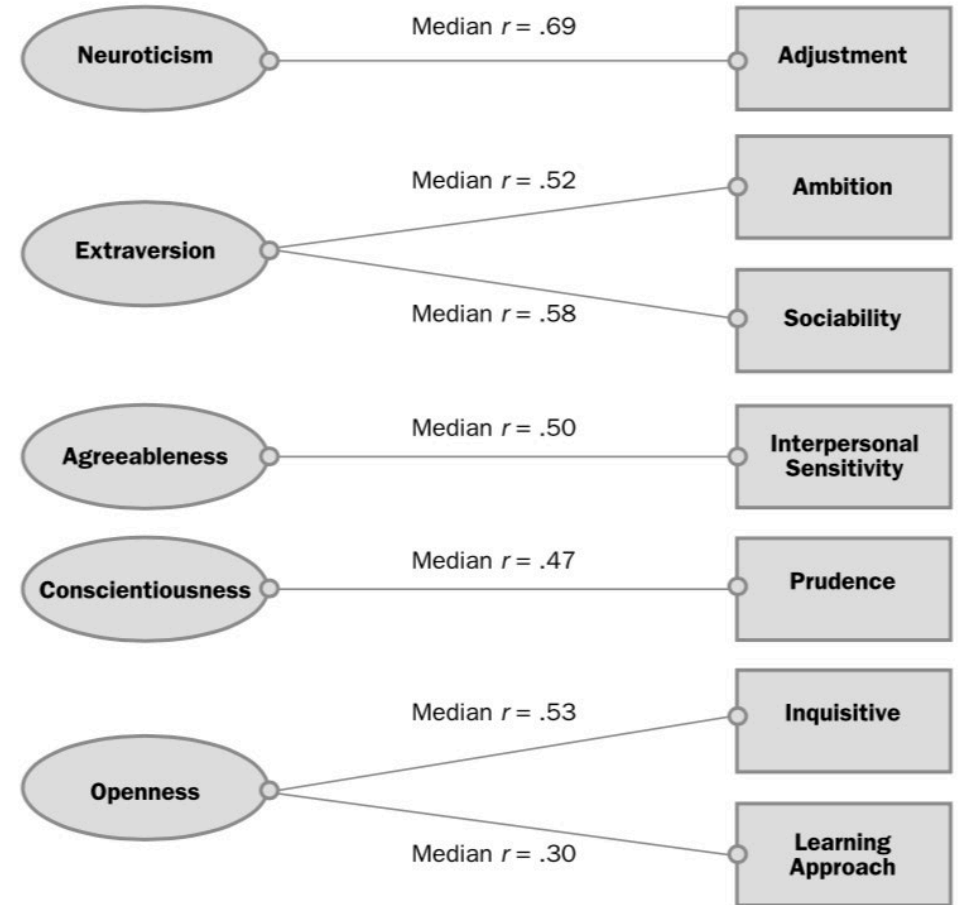 Median r = .69
Neuroticism
Adjustment
Median r = .52
Ambition
Extraversion
Median r = .58
Sociability
Median r = .50
Agreeableness
Interpersonal
Sensitivity
Median r = .47
Conscientiousness
Prudence
Median r = .53
Inquisitive
Openness
Median r = .30
Learning
Approach